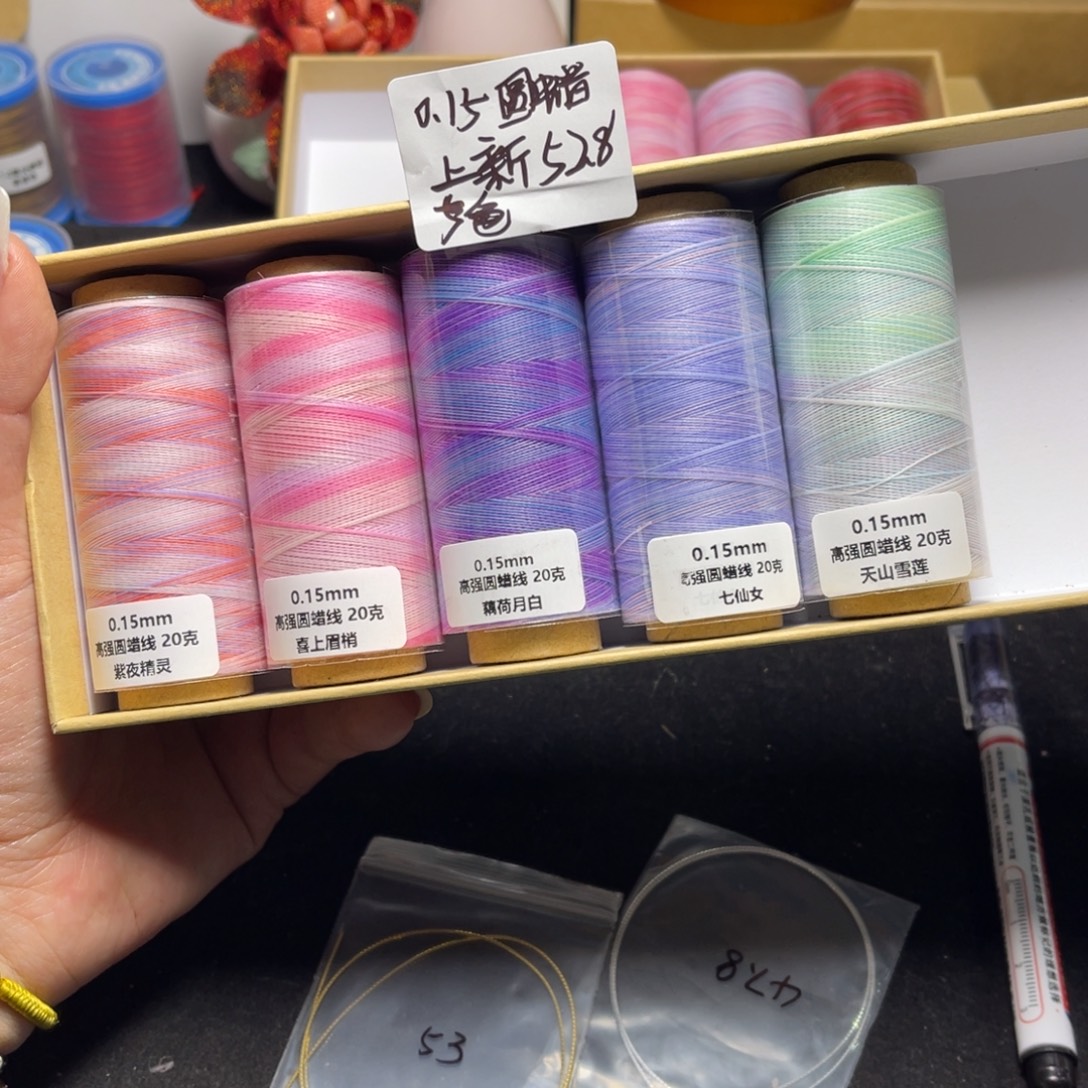 0.15圆蜡
上新528
5色
0.15mm
高强圆蜡线 20克
紫夜精灵
0.15mm
高强圆蜡线 20克
喜上眉梢
0.15mm
高强圆蜡线 20克
藕荷月白
0.15mm
高强圆蜡线 20克
七仙女
0.15mm
高强圆蜡线 20克
天山雪莲
53
478